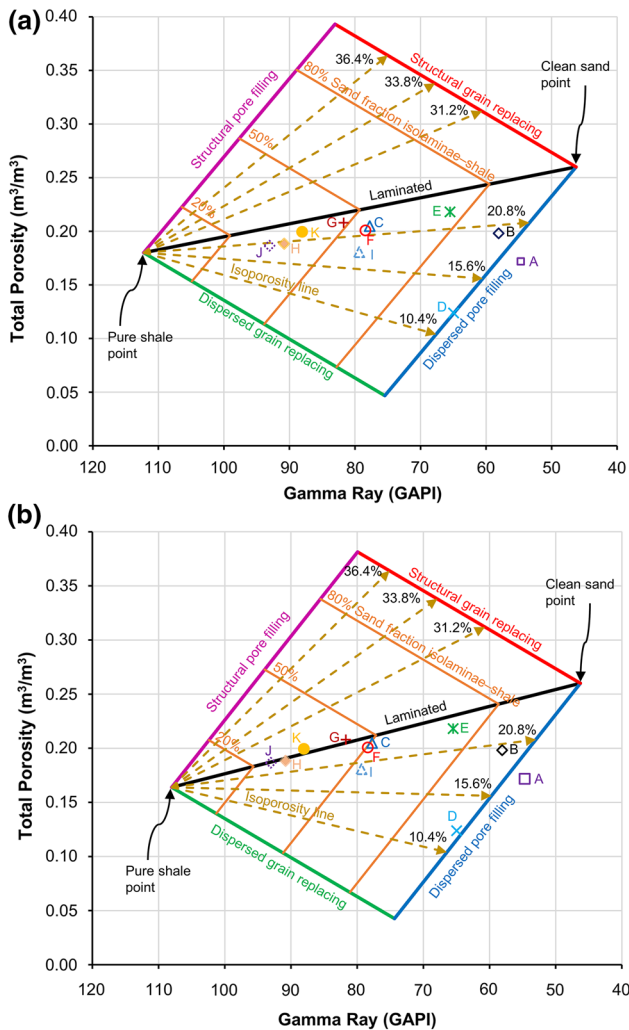 (a)
0.40
0.35
0.30
0.25
0.20
0.15
0.10
0.05
0.00
120
110
100
90
80
70
60
50
40
Total Porosity (m³/m³)
Gamma Ray (GAPI)
Structural pore filling
Structural grain replacing
Clean sand
point
36.4%
33.8%
31.2%
80% Sand fraction isolaminae–shale
50%
20%
Laminated
20.8%
15.6%
10.4%
Isoporosity line
Dispersed grain replacing
Dispersed pore filling
Pure shale
point
A
B
C
D
E
F
G
H
I
J
K
(b)
0.40
0.35
0.30
0.25
0.20
0.15
0.10
0.05
0.00
120
110
100
90
80
70
60
50
40
Total Porosity (m³/m³)
Gamma Ray (GAPI)
Structural pore filling
Structural grain replacing
Clean sand
point
36.4%
33.8%
31.2%
80% Sand fraction isolaminae–shale
50%
20%
Laminated
20.8%
15.6%
10.4%
Isoporosity line
Dispersed grain replacing
Dispersed pore filling
Pure shale
point
A
B
C
D
E
F
G
H
I
J
K